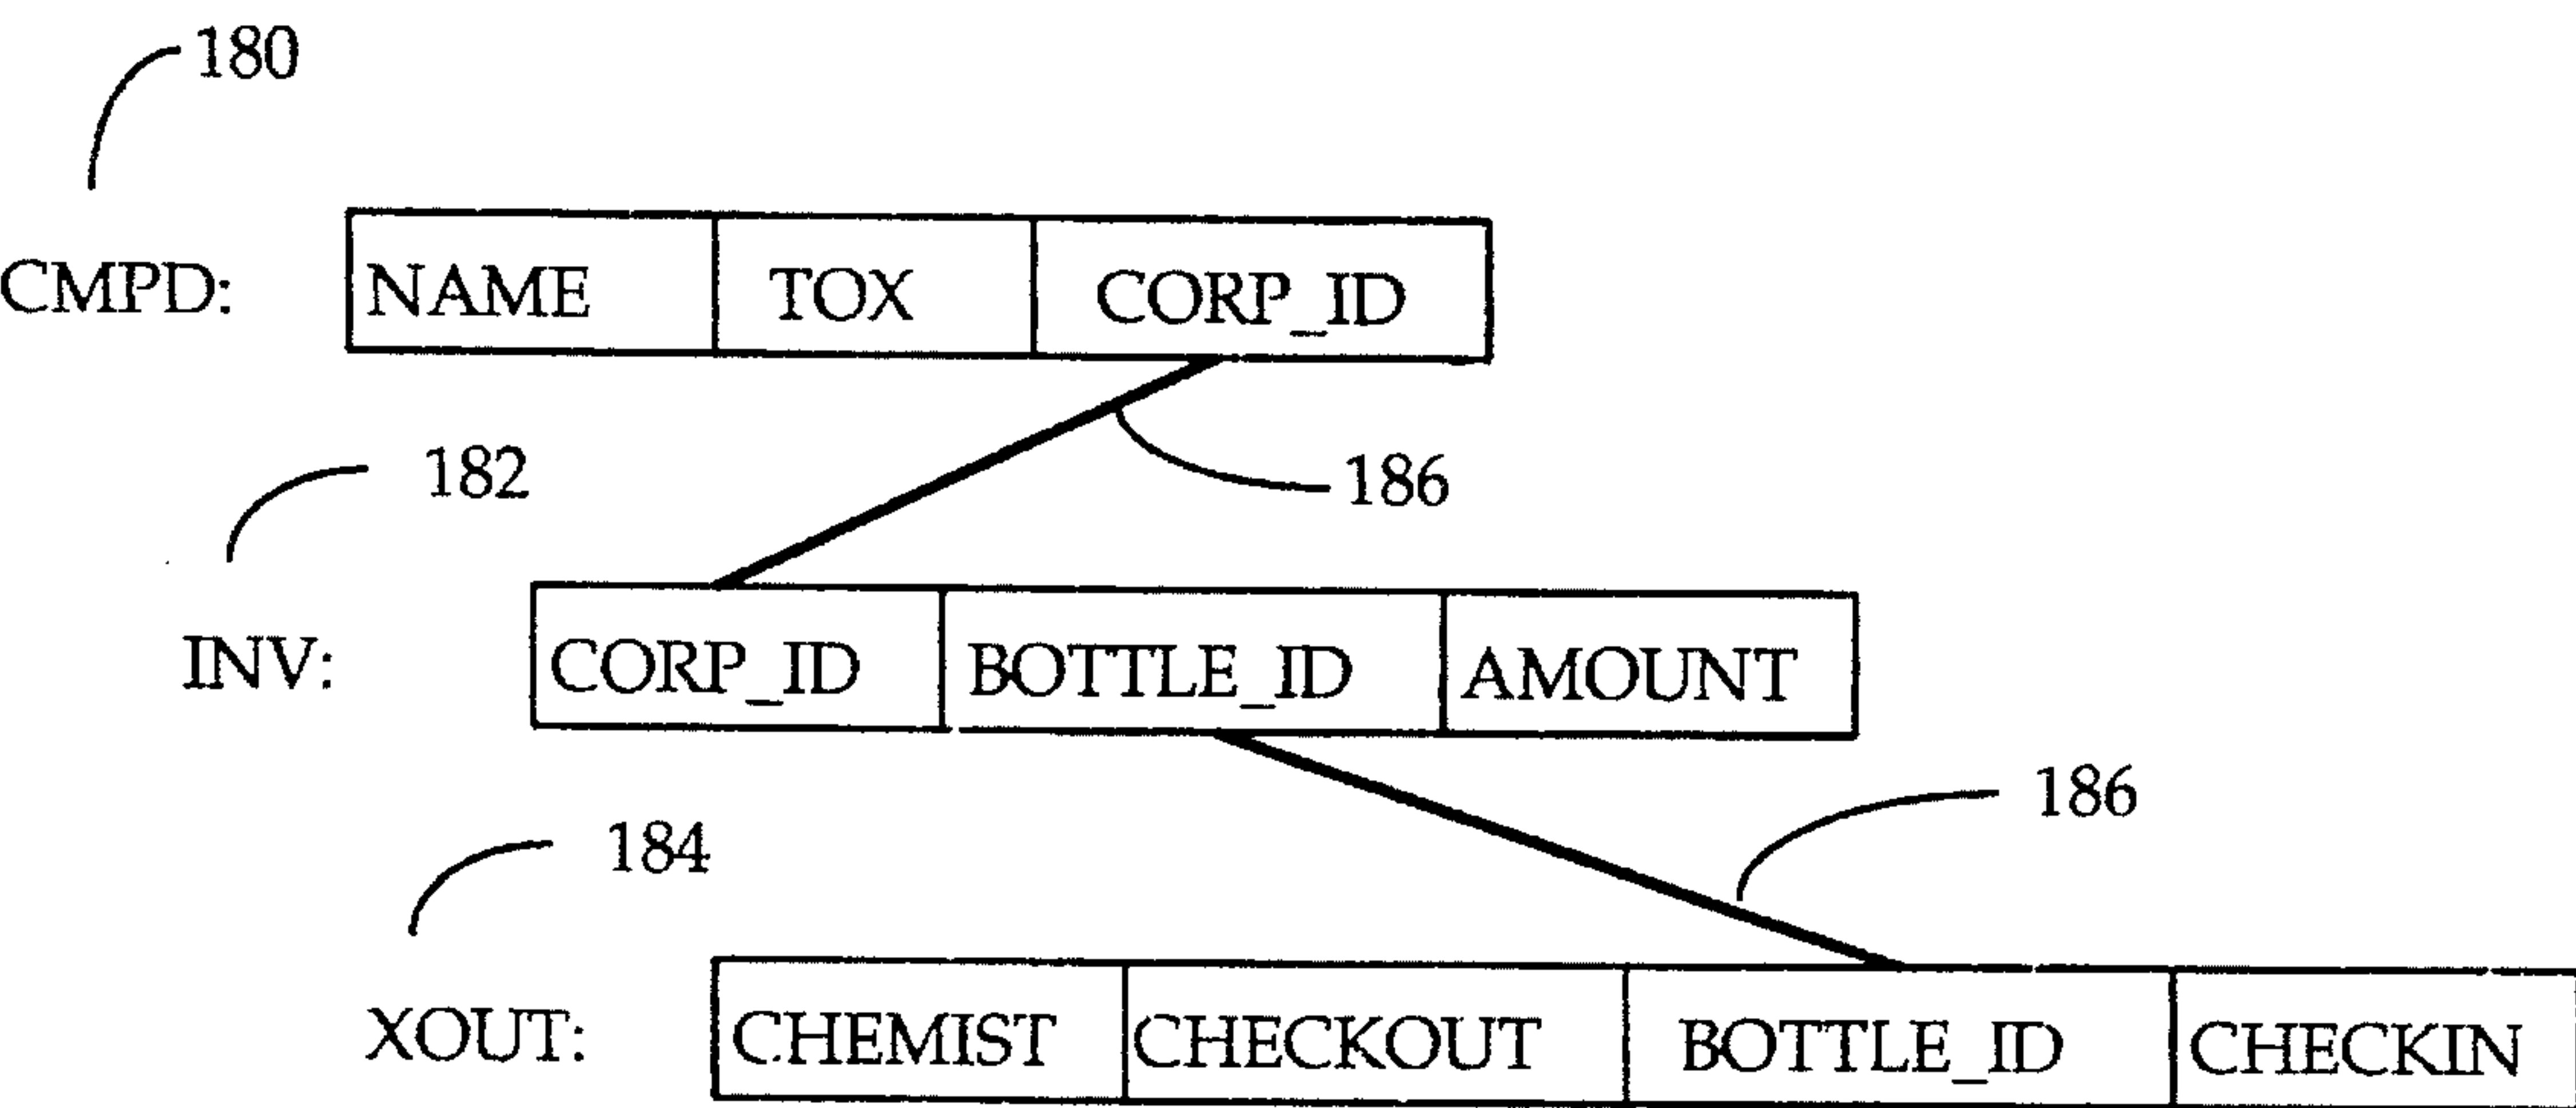 180
CMPD: NAME TOX CORP_ID
182
186
INV: CORP_ID BOTTLE_ID AMOUNT
186
184
XOUT: CHEMIST CHECKOUT BOTTLE_ID CHECKIN